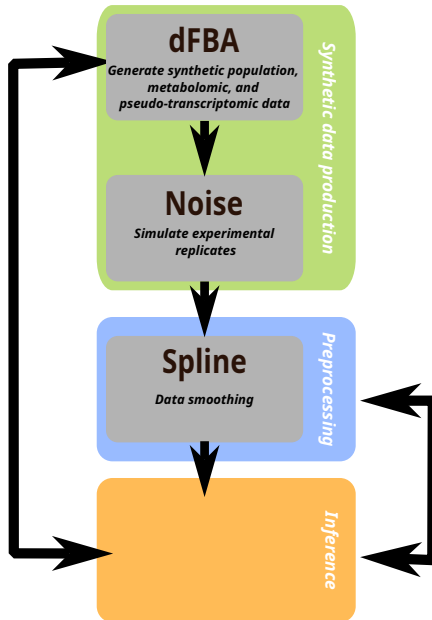 dFBA
Generate synthetic population,
metabolomic, and
pseudo-transcriptomic data
Synthetic data production
Noise
Simulate experimental
replicates
Spline
Data smoothing
Preprocessing
Inference